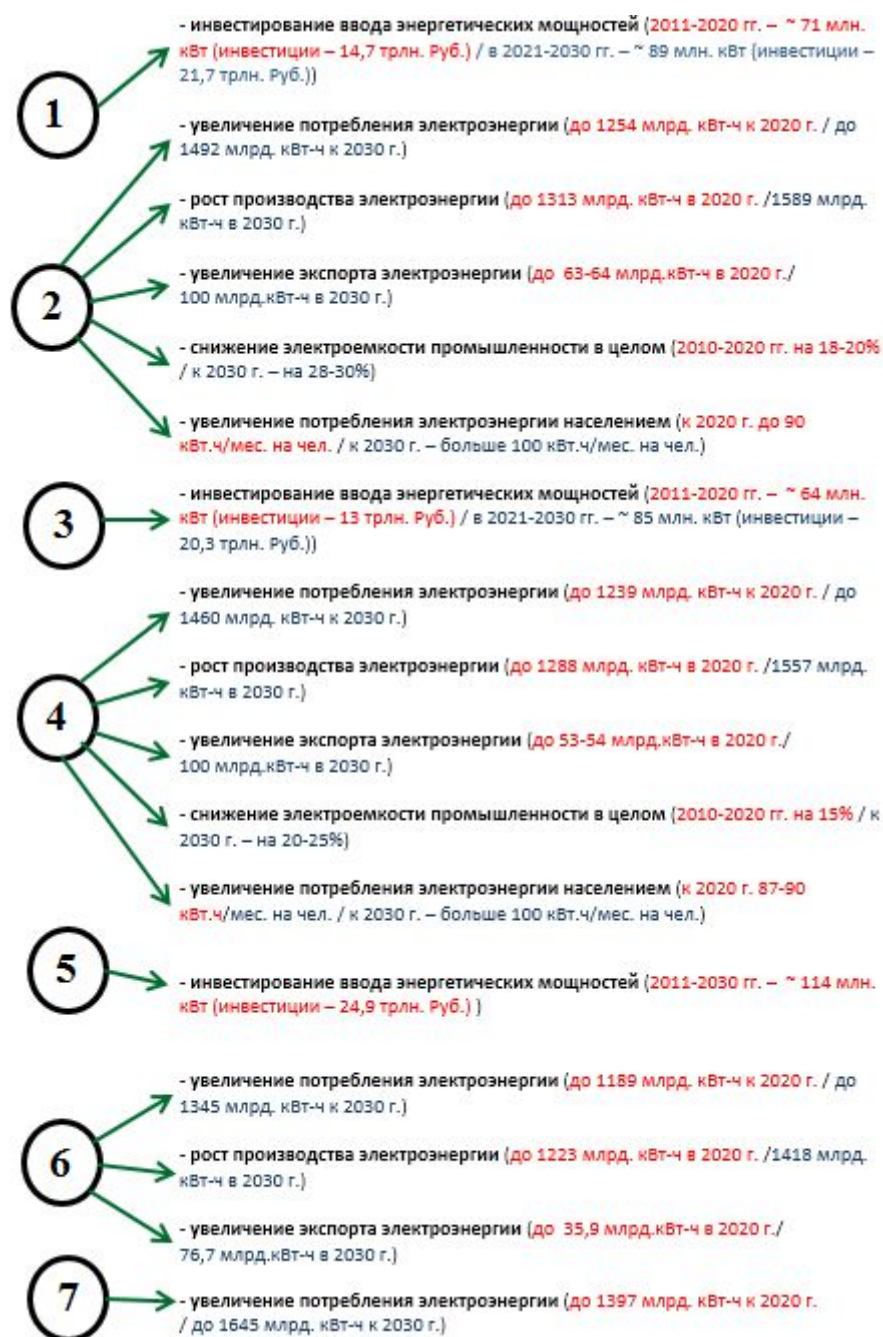 - инвестирование ввода энергетических мощностей (2011-2020 гг. – ~ 71 млн.
кВт (инвестиции – 14,7 трлн. Руб.) / в 2021-2030 гг. – ~ 89 млн. кВт (инвестиции –
21,7 трлн. Руб.))
1
- увеличение потребления электроэнергии (до 1254 млрд. кВт-ч к 2020 г. / до
1492 млрд. кВт-ч к 2030 г.)
- рост производства электроэнергии (до 1313 млрд. кВт-ч в 2020 г. /1589 млрд.
кВт-ч в 2030 г.)
2
- увеличение экспорта электроэнергии (до 63-64 млрд.кВт-ч в 2020 г./
100 млрд.кВт-ч в 2030 г.)
- снижение электроемкости промышленности в целом (2010-2020 гг. на 18-20%
/ к 2030 г. – на 28-30%)
- увеличение потребления электроэнергии населением (к 2020 г. до 90
кВт.ч/мес. на чел. / к 2030 г. – больше 100 кВт.ч/мес. на чел.)
3
- инвестирование ввода энергетических мощностей (2011-2020 гг. – ~ 64 млн.
кВт (инвестиции – 13 трлн. Руб.) / в 2021-2030 гг. – ~ 85 млн. кВт (инвестиции –
20,3 трлн. Руб.))
- увеличение потребления электроэнергии (до 1239 млрд. кВт-ч к 2020 г. / до
1460 млрд. кВт-ч к 2030 г.)
- рост производства электроэнергии (до 1288 млрд. кВт-ч в 2020 г. /1557 млрд.
кВт-ч в 2030 г.)
4
- увеличение экспорта электроэнергии (до 53-54 млрд.кВт-ч в 2020 г./
100 млрд.кВт-ч в 2030 г.)
- снижение электроемкости промышленности в целом (2010-2020 гг. на 15% / к
2030 г. – на 20-25%)
- увеличение потребления электроэнергии населением (к 2020 г. 87-90
кВт.ч/мес. на чел. / к 2030 г. – больше 100 кВт.ч/мес. на чел.)
5
- инвестирование ввода энергетических мощностей (2011-2030 гг. – ~ 114 млн.
кВт (инвестиции – 24,9 трлн. Руб.) )
- увеличение потребления электроэнергии (до 1189 млрд. кВт-ч к 2020 г. / до
1345 млрд. кВт-ч к 2030 г.)
6
- рост производства электроэнергии (до 1223 млрд. кВт-ч в 2020 г. /1418 млрд.
кВт-ч в 2030 г.)
- увеличение экспорта электроэнергии (до 35,9 млрд.кВт-ч в 2020 г./
76,7 млрд.кВт-ч в 2030 г.)
7
- увеличение потребления электроэнергии (до 1397 млрд. кВт-ч к 2020 г.
/ до 1645 млрд. кВт-ч к 2030 г.)